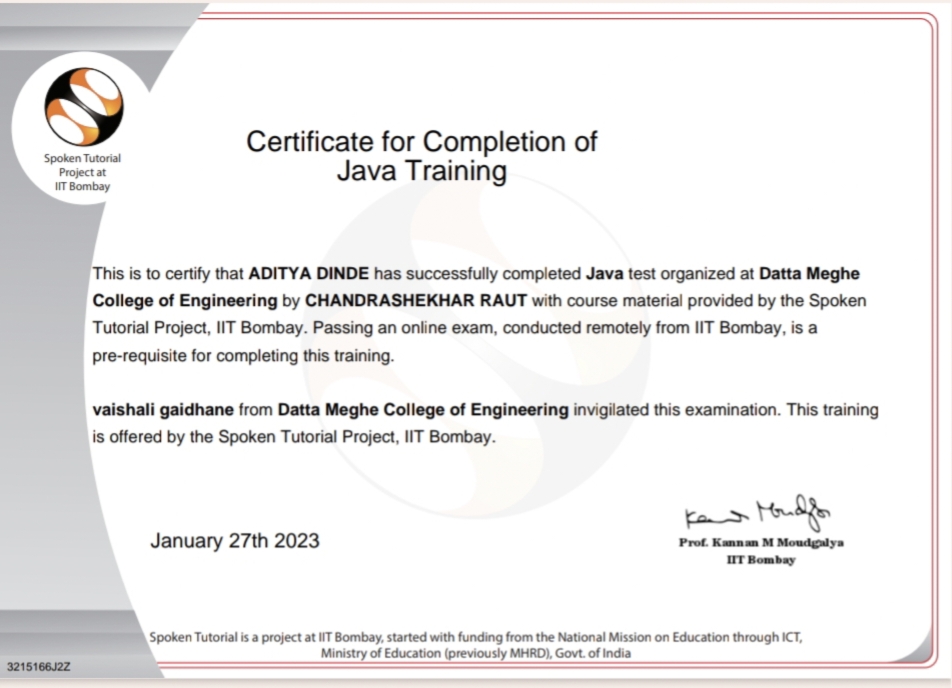 Spoken Tutorial
Project at
IIT Bombay
Certificate for Completion of
Java Training
This is to certify that ADITYA DINDE has successfully completed Java test organized at Datta Meghe
College of Engineering by CHANDRASHEKHAR RAUT with course material provided by the Spoken
Tutorial Project, IIT Bombay. Passing an online exam, conducted remotely from IIT Bombay, is a
pre-requisite for completing this training.
vaishali gaidhane from Datta Meghe College of Engineering invigilated this examination. This training
is offered by the Spoken Tutorial Project, IIT Bombay.
January 27th 2023
Prof. Kannan M Moudgalya
IIT Bombay
Spoken Tutorial is a project at IIT Bombay, started with funding from the National Mission on Education through ICT,
Ministry of Education (previously MHRD), Govt. of India
3215166J2Z